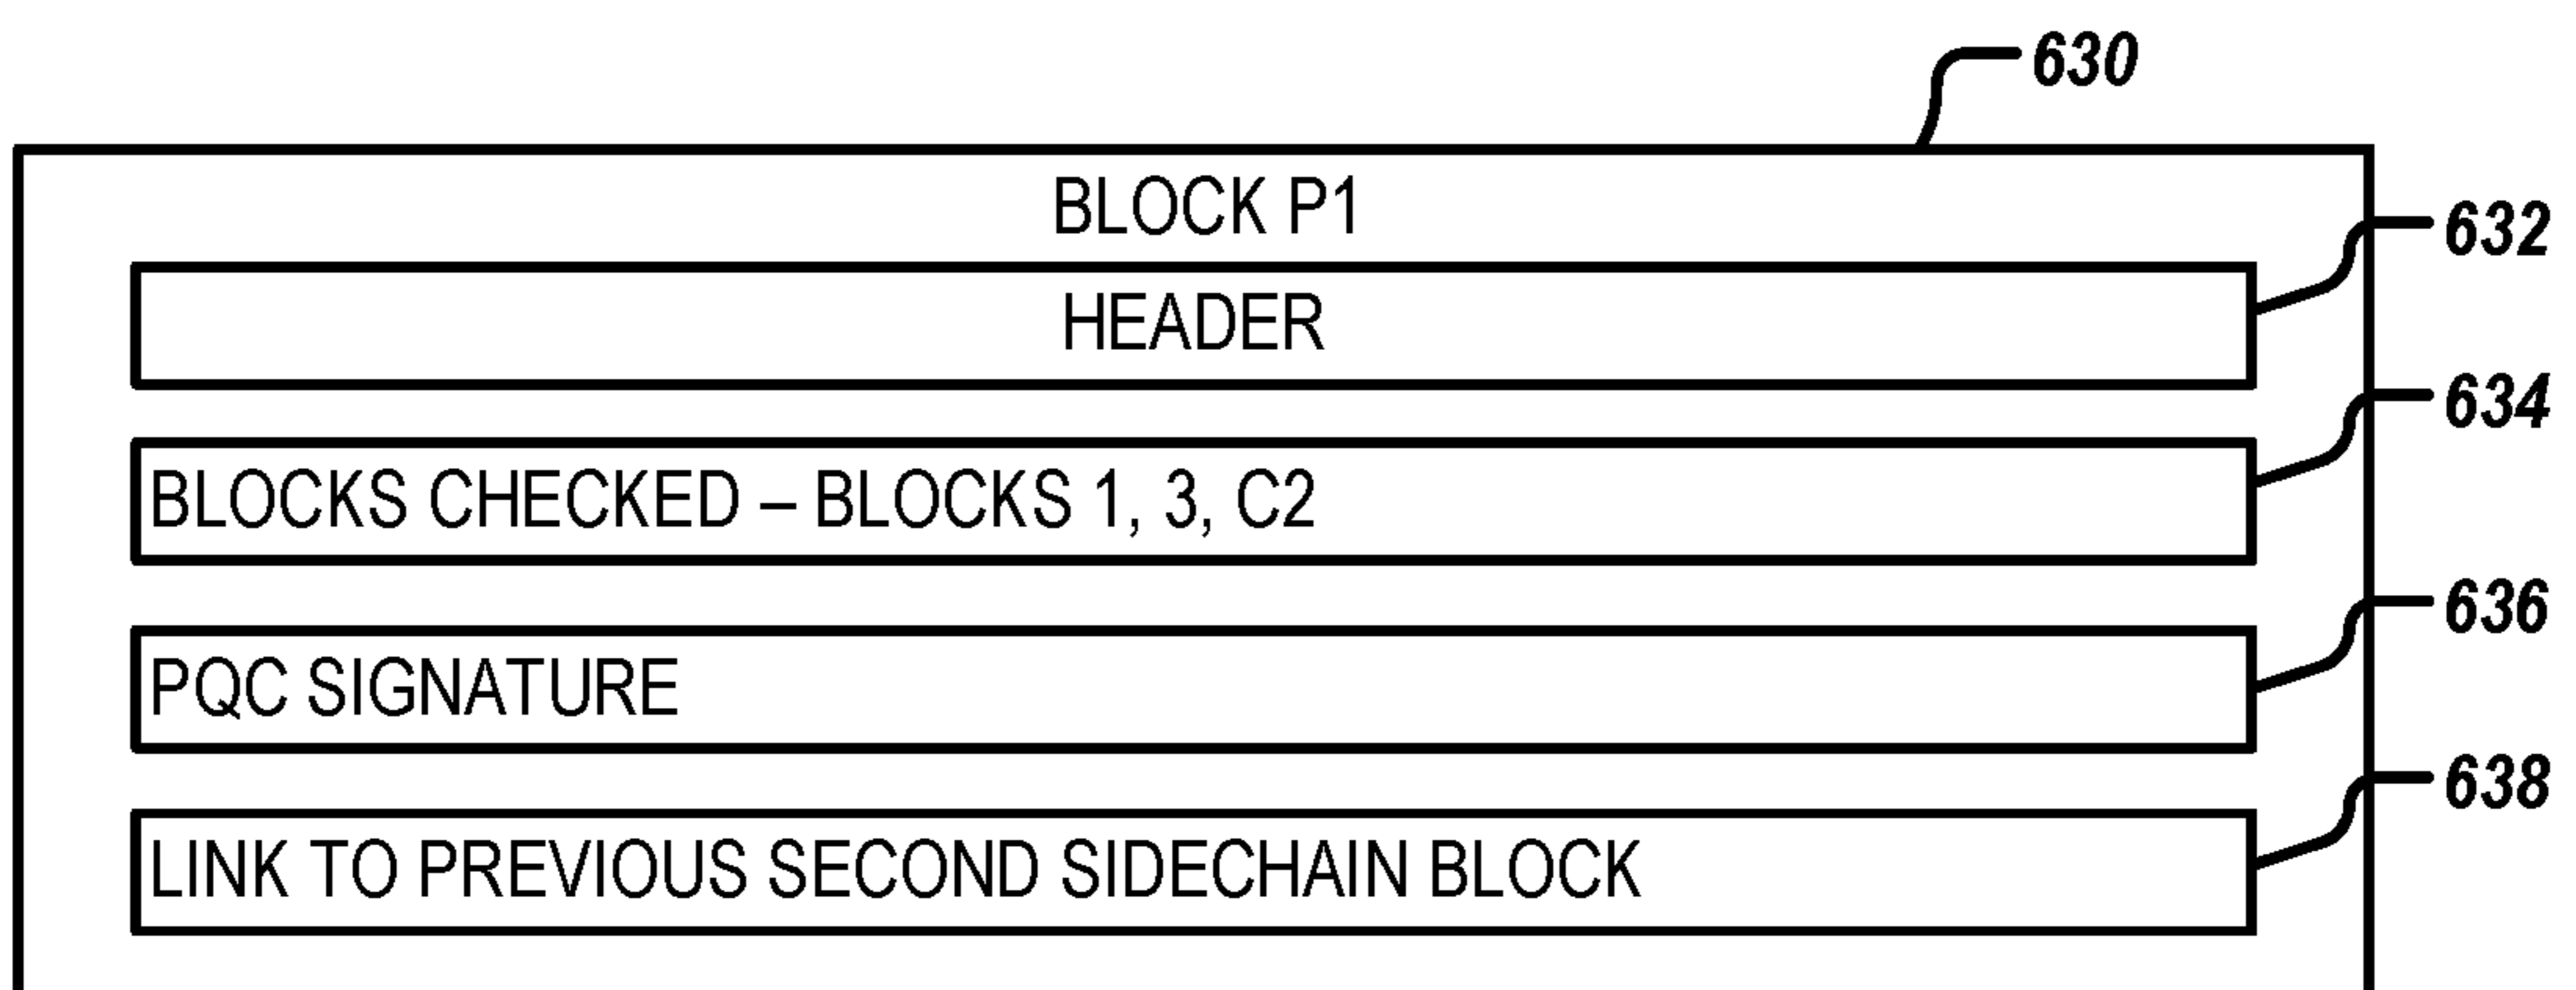 630
BLOCK P1
632
HEADER
634
BLOCKS CHECKED – BLOCKS 1, 3, C2
636
PQC SIGNATURE
638
LINK TO PREVIOUS SECOND SIDECHAIN BLOCK